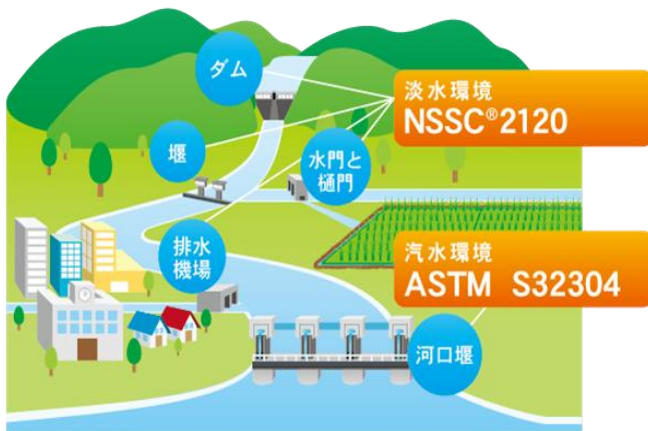 ダム
淡水環境
NSSC®2120
堰
水門と
樋門
排水
機場
汽水環境
ASTM S32304
河口堰